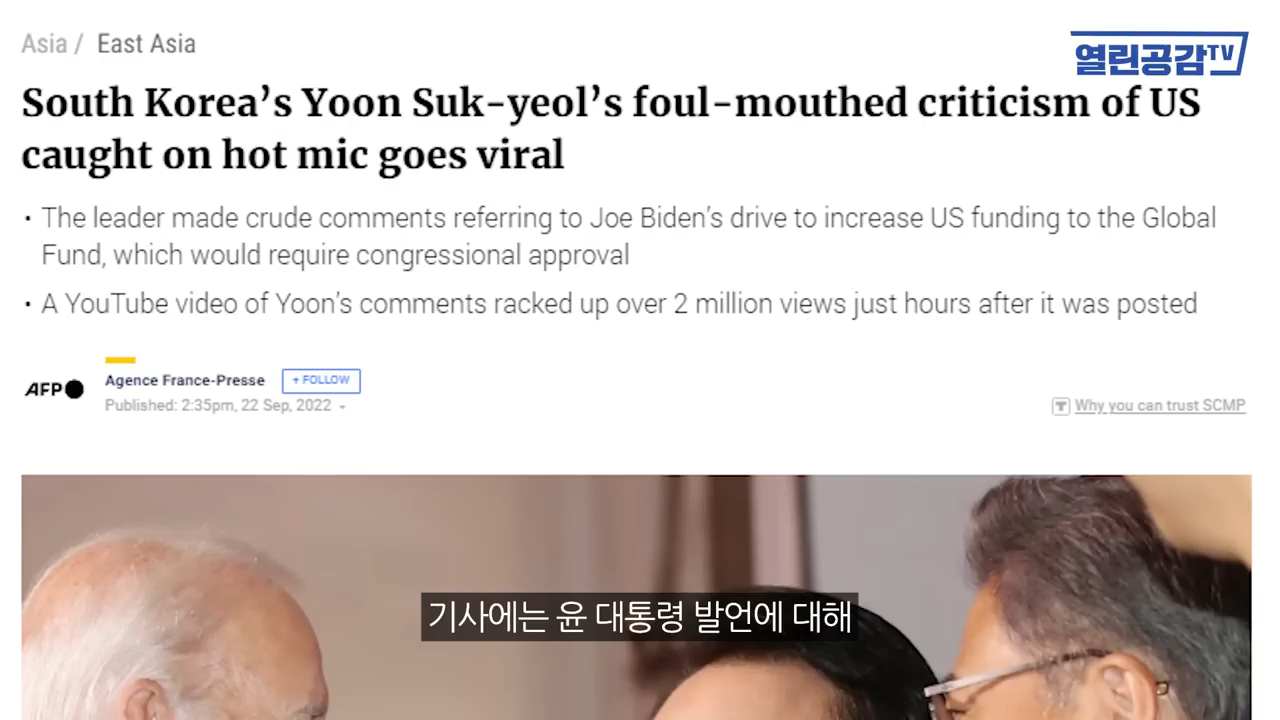 Asia / East Asia
열린공감TV
South Korea’s Yoon Suk-yeol’s foul-mouthed criticism of US
caught on hot mic goes viral
• The leader made crude comments referring to Joe Biden’s drive to increase US funding to the Global
Fund, which would require congressional approval
• A YouTube video of Yoon’s comments racked up over 2 million views just hours after it was posted
AFP
Agence France-Presse
+ FOLLOW
Published: 2:35pm, 22 Sep, 2022
Why you can trust SCMP
기사에는 윤 대통령 발언에 대해